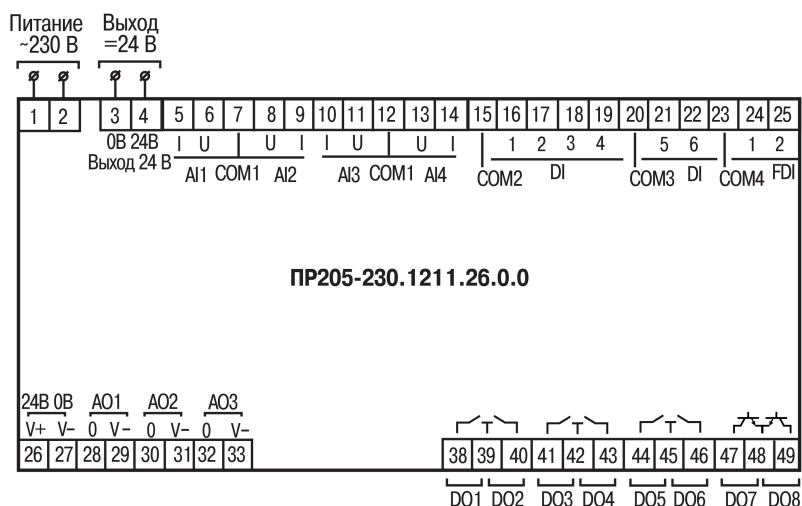 Питание Выход
~230 В =24 В
1 2 3 4 5 6 7 8 9 10 11 12 13 14 15 16 17 18 19 20 21 22 23 24 25
0В 24В I U U I I U U I 1 2 3 4 5 6 1 2
Выход 24 В AI1 COM1 AI2 AI3 COM1 AI4 COM2 DI COM3 DI COM4 FDI
ПР205-230.1211.26.0.0
24В 0В AO1 AO2 AO3
V+ V– 0 V– 0 V– 0 V–
26 27 28 29 30 31 32 33 38 39 40 41 42 43 44 45 46 47 48 49
DO1 DO2 DO3 DO4 DO5 DO6 DO7 DO8